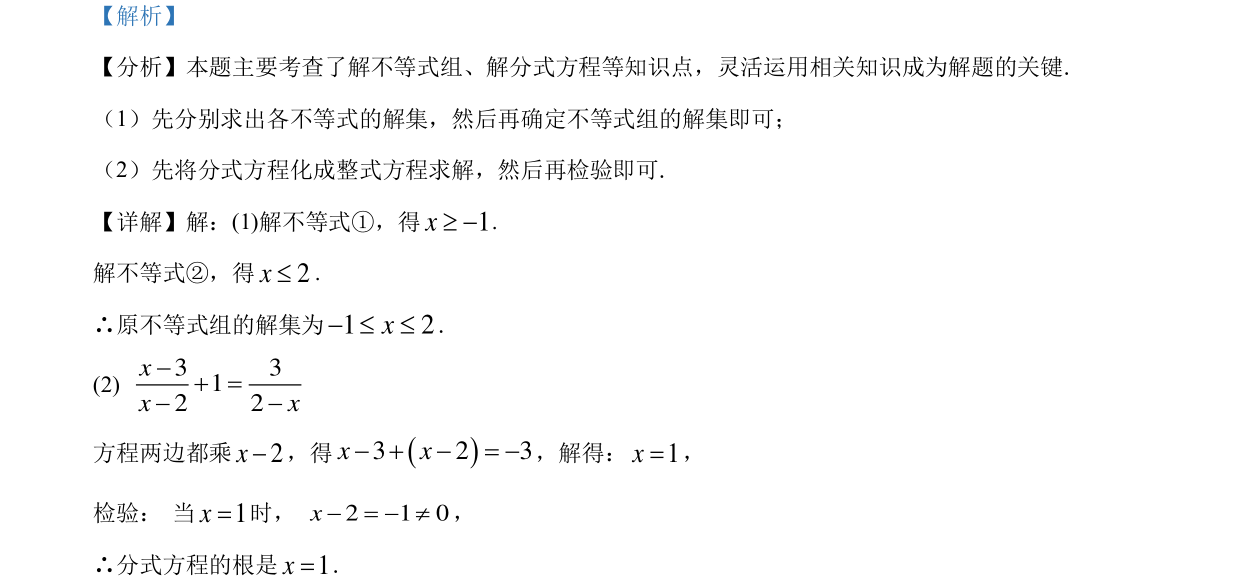 【解析】
【分析】本题主要考查了解不等式组、解分式方程等知识点，灵活运用相关知识成为解题的关键.
（1）先分别求出各不等式的解集，然后再确定不等式组的解集即可；
（2）先将分式方程化成整式方程求解，然后再检验即可.
【详解】解：(1)解不等式①，得 x ≥ −1.
解不等式②，得 x ≤ 2 .
∴原不等式组的解集为 −1 ≤ x ≤ 2 .
(2) \frac{x-3}{x-2}+1=\frac{3}{2-x}
方程两边都乘 x − 2，得 x − 3 + (x − 2) = −3，解得： x = 1，
检验： 当 x = 1时， x − 2 = −1 ≠ 0，
∴分式方程的根是 x = 1 .